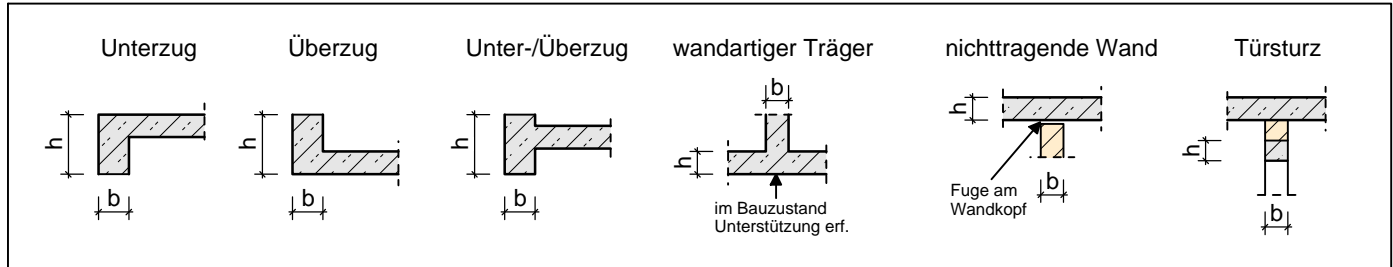 Unterzug
Überzug
Unter-/Überzug
wandartiger Träger
nichttragende Wand
Türsturz
h
b
h
b
h
b
b
h
im Bauzustand
Unterstützung erf.
h
Fuge am
Wandkopf
b
h
b